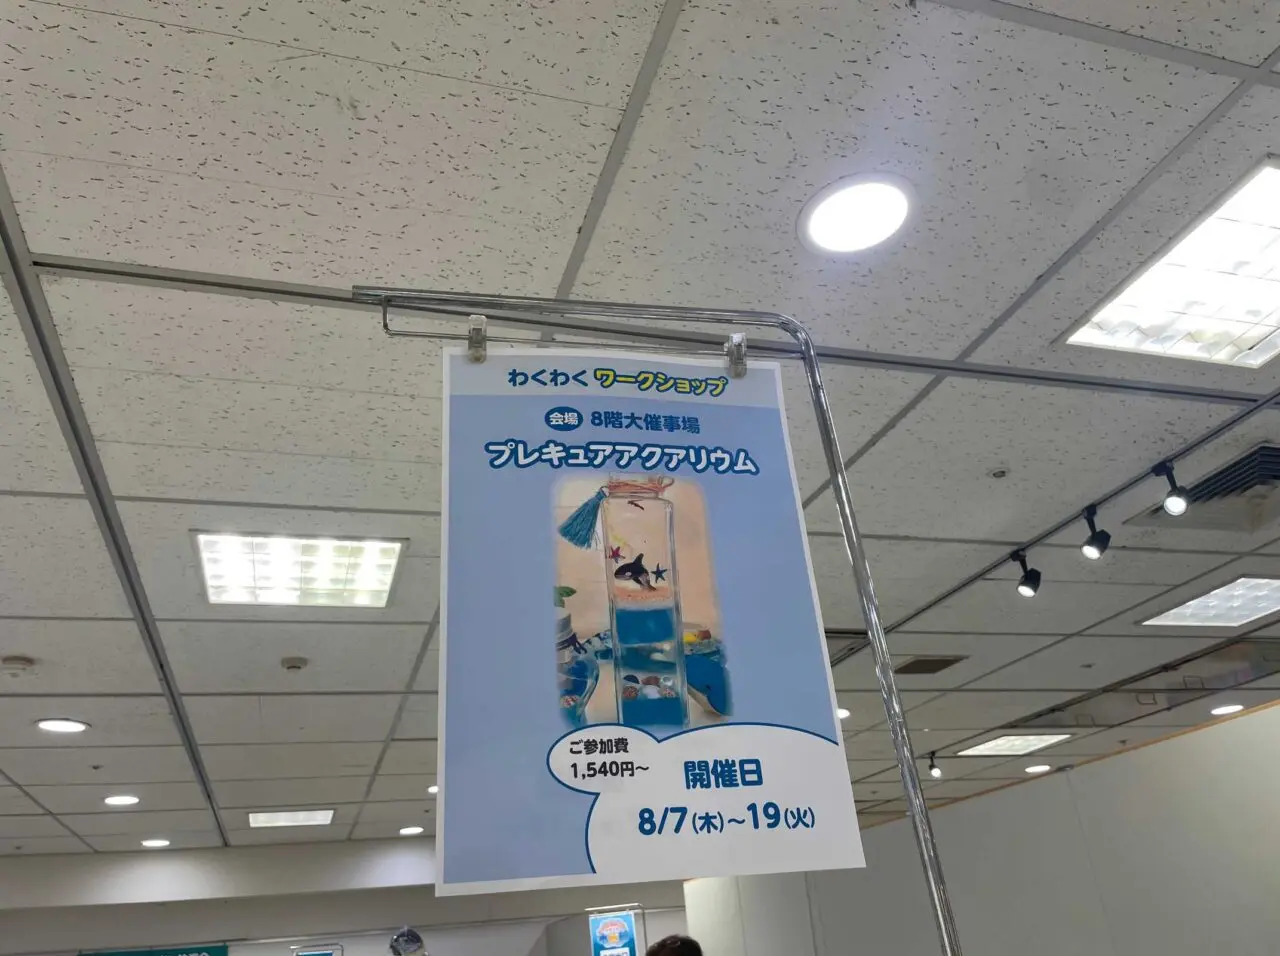 わくわく ワークショップ
会場 8階大催事場
プレキュアアクアリウム
ご参加費
1,540円～
開催日
8/7(木)～19(火)